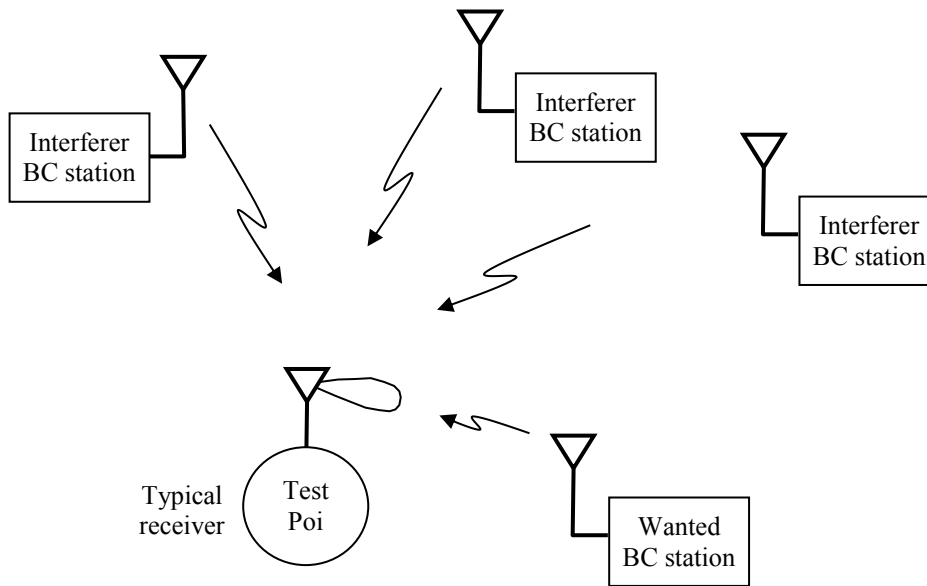 Interferer
BC station
Interferer
BC station
Interferer
BC station
Typical
receiver
Test
Poi
Wanted
BC station